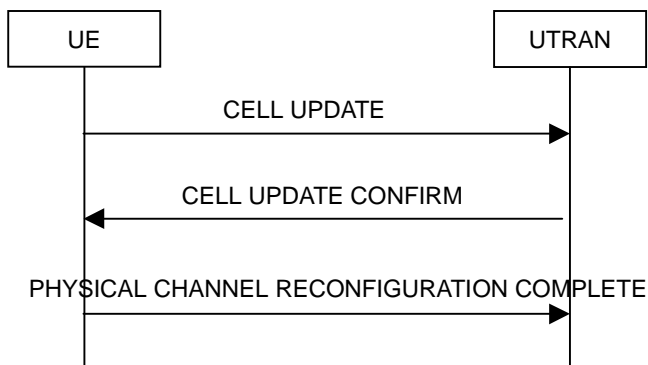 UE
UTRAN
CELL UPDATE
CELL UPDATE CONFIRM
PHYSICAL CHANNEL RECONFIGURATION COMPLETE